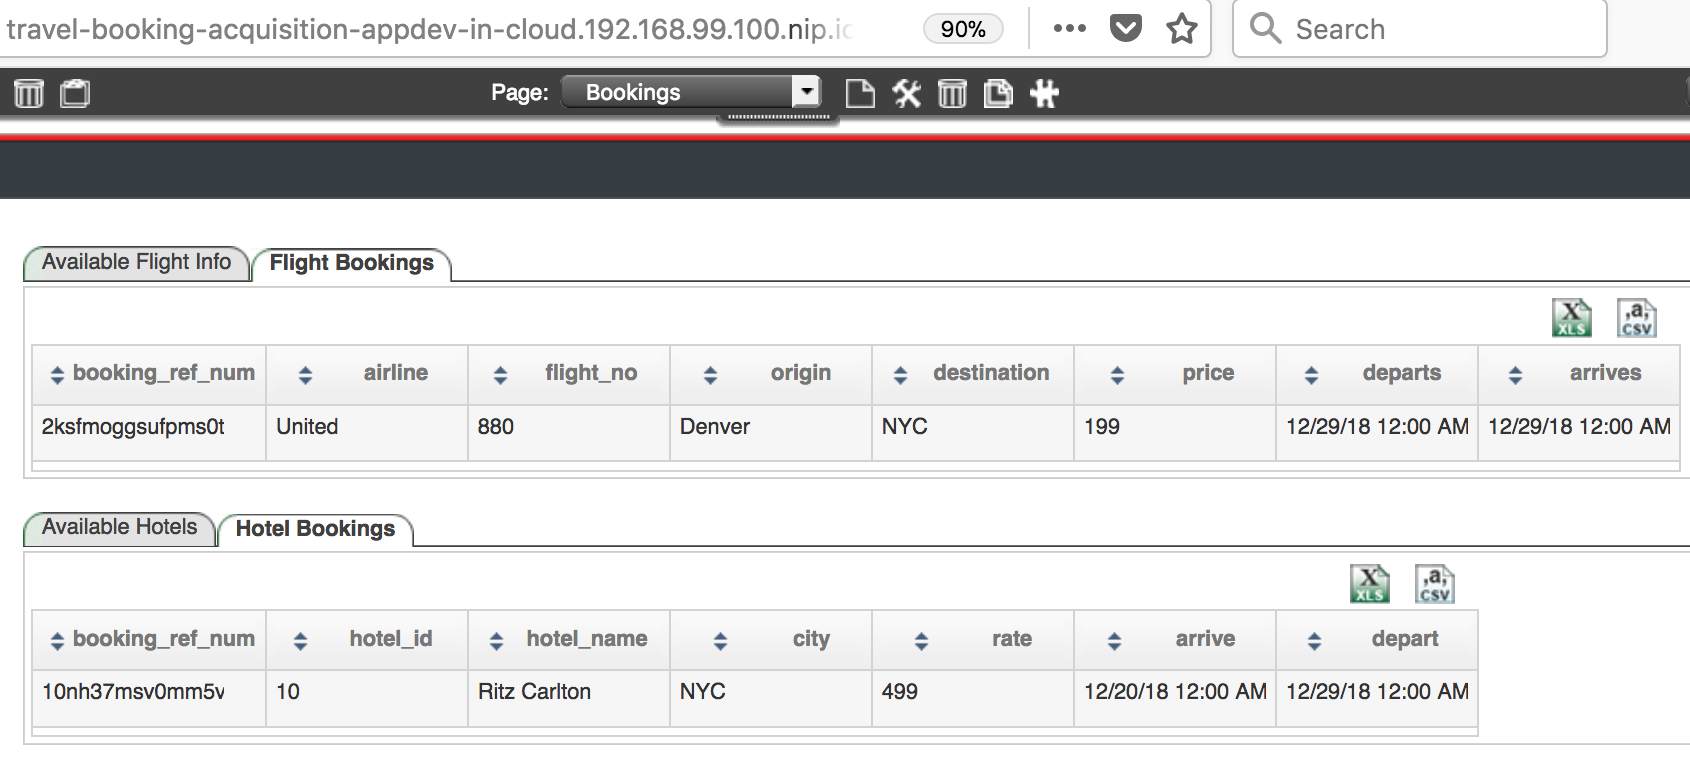 travel-booking-acquisition-appdev-in-cloud.192.168.99.100.nip.io 90% Search
Page: Bookings
Available Flight Info Flight Bookings
XLS ,a, CSV
booking_ref_num airline flight_no origin destination price departs arrives
2ksfmoggsufpms0t United 880 Denver NYC 199 12/29/18 12:00 AM 12/29/18 12:00 AM
Available Hotels Hotel Bookings
XLS ,a, CSV
booking_ref_num hotel_id hotel_name city rate arrive depart
10nh37msv0mm5v 10 Ritz Carlton NYC 499 12/20/18 12:00 AM 12/29/18 12:00 AM